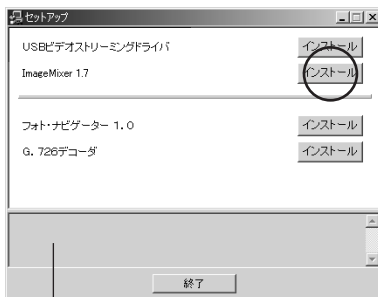 セットアップ
USBビデオストリーミングドライバ インストール
ImageMixer 1.7 インストール
フォト・ナビゲーター 1.0 インストール
G. 726デコーダ インストール
終了